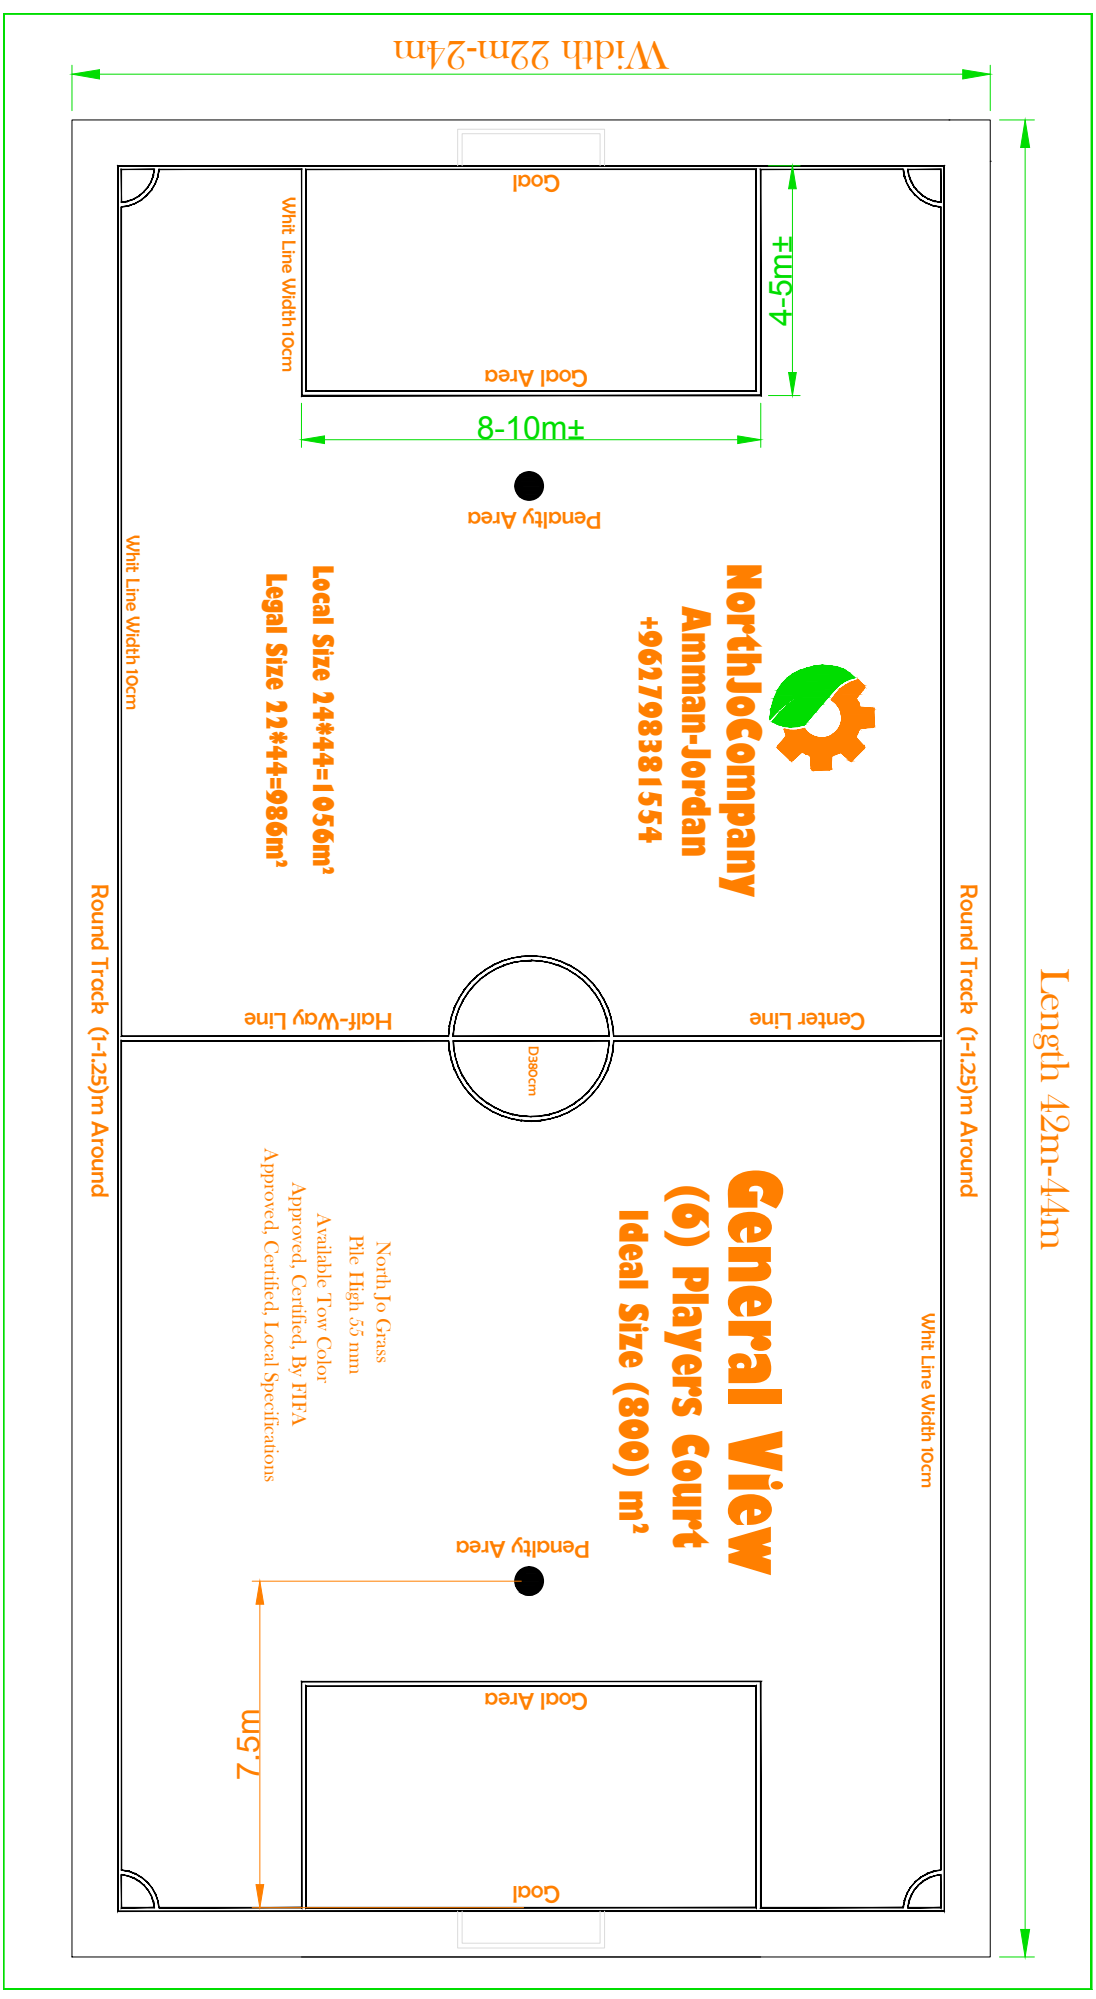 Width 22m-24m
Goal
Whit Line Width 10cm
4-5m±
Goal Area
8-10m±
Penalty Area
Whit Line Width 10cm
Local Size 24*44=1056m²
Legal Size 22*44=986m²
NorthJoCompany
Amman-Jordan
+962798381554
Round Track (1-1.25)m Around
Round Track (1-1.25)m Around
Length 42m-44m
Half-Way Line
Center Line
D380cm
General View
(6) Players Court
Ideal Size (800) m²
North Jo Grass
Pile High 55 mm
Available Tow Color
Approved, Certified, By FIFA
Approved, Certified, Local Specifications
Whit Line Width 10cm
Penalty Area
7.5m
Goal Area
Goal